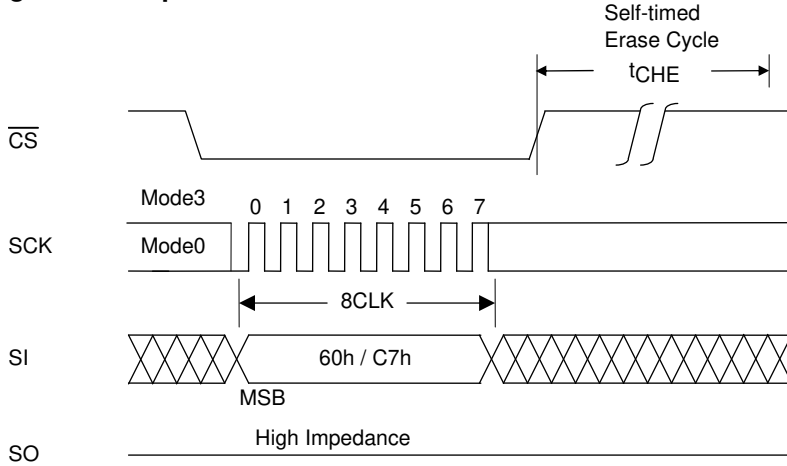 Self-timed
Erase Cycle
tCHE
CS
Mode3
0 1 2 3 4 5 6 7
SCK
Mode0
8CLK
SI
60h / C7h
MSB
High Impedance
SO